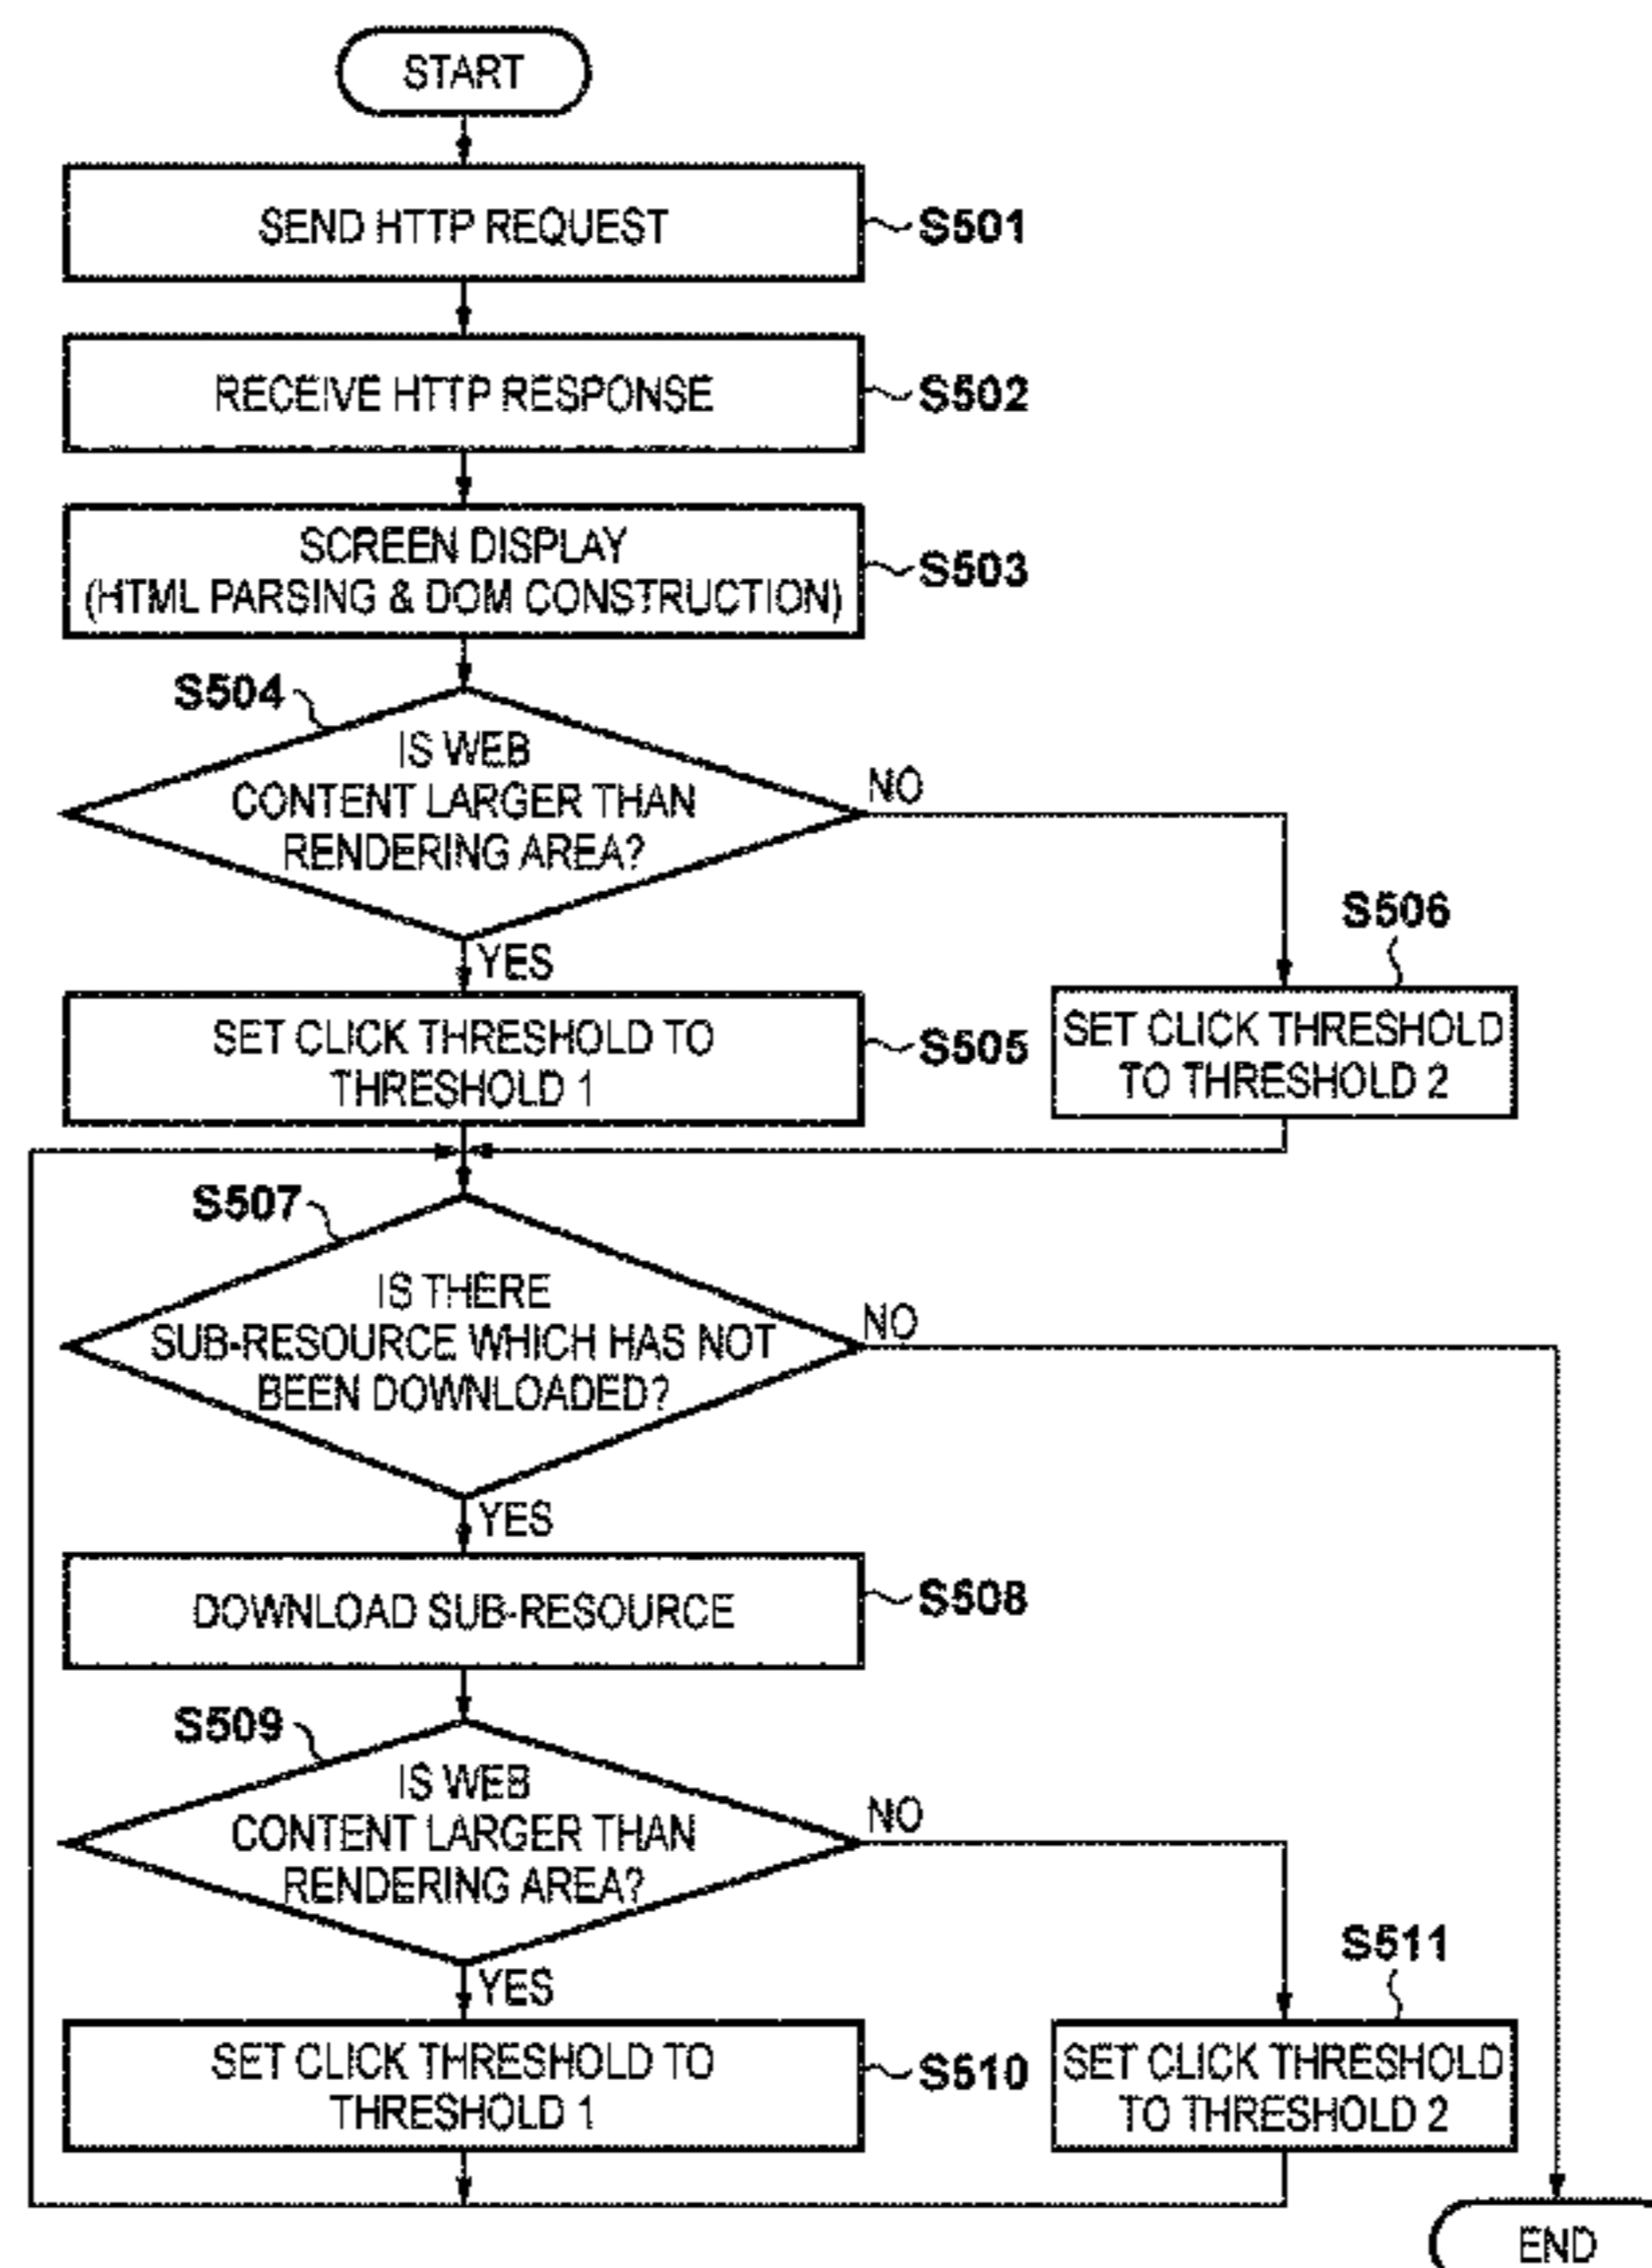 START
SEND HTTP REQUEST
S501
RECEIVE HTTP RESPONSE
S502
SCREEN DISPLAY
(HTML PARSING & DOM CONSTRUCTION)
S503
S504
IS WEB
CONTENT LARGER THAN
RENDERING AREA?
NO
YES
S506
SET CLICK THRESHOLD TO
THRESHOLD 1
S505
SET CLICK THRESHOLD
TO THRESHOLD 2
S507
IS THERE
SUB-RESOURCE WHICH HAS NOT
BEEN DOWNLOADED?
NO
YES
DOWNLOAD SUB-RESOURCE
S508
S509
IS WEB
CONTENT LARGER THAN
RENDERING AREA?
NO
YES
S511
SET CLICK THRESHOLD TO
THRESHOLD 1
S510
SET CLICK THRESHOLD
TO THRESHOLD 2
END